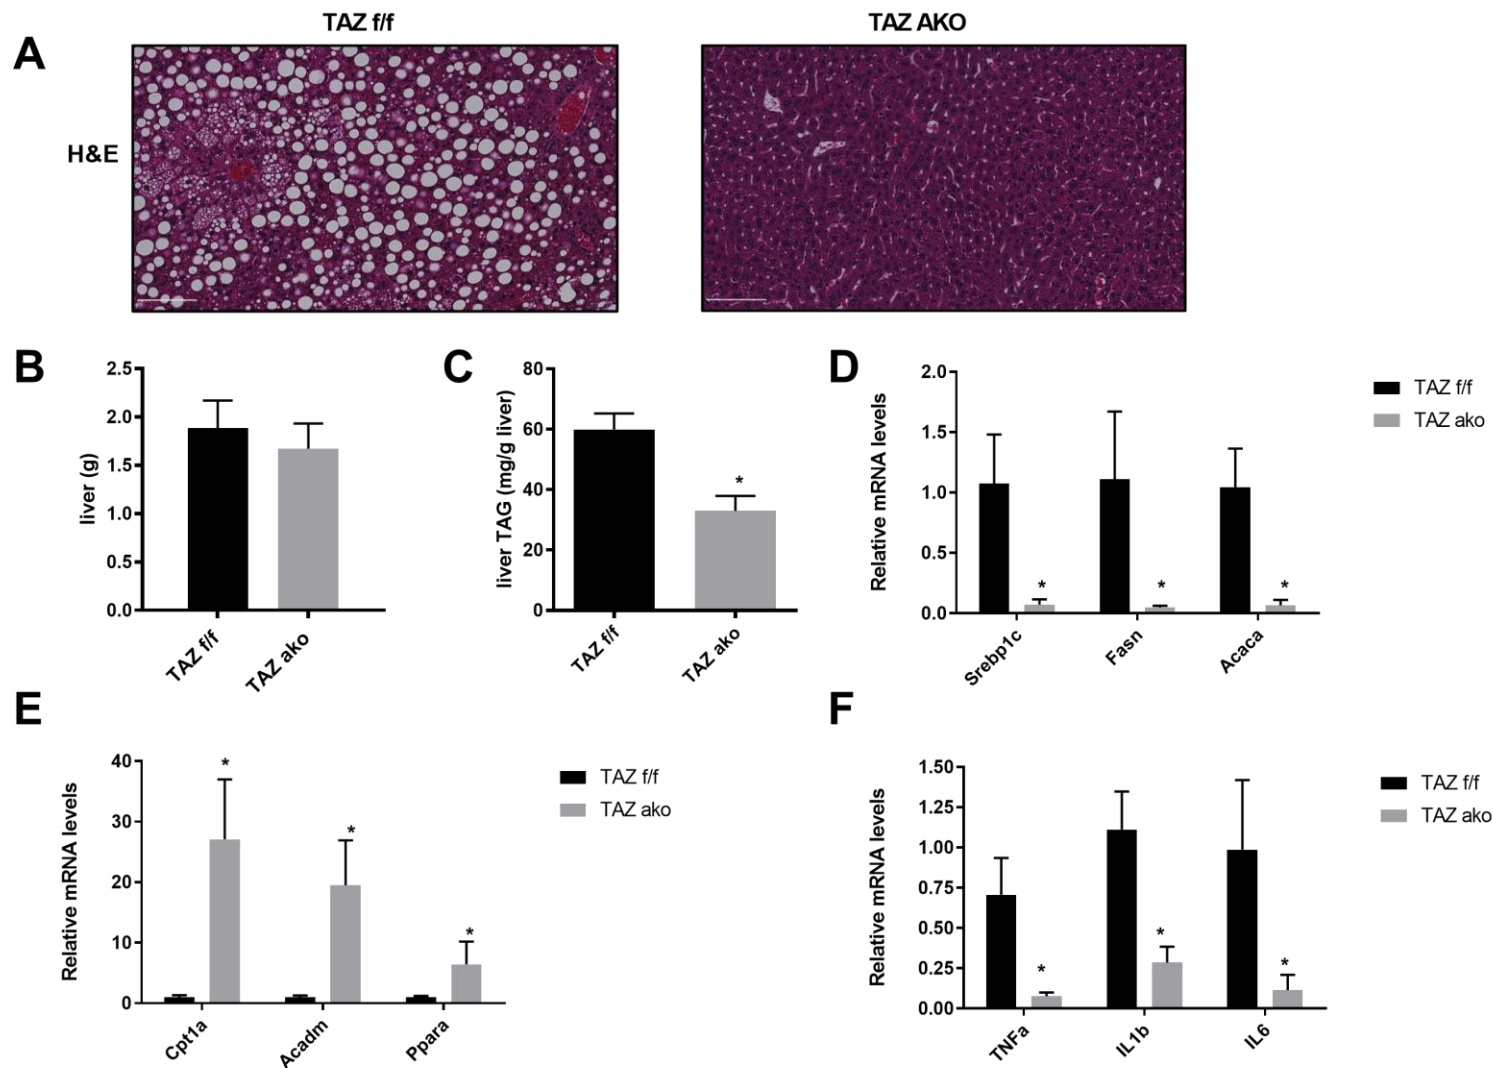 TAZ f/f
TAZ AKO
A
H&E
B
2.5
2.0
1.5
1.0
0.5
0.0
liver (g)
TAZ f/f
TAZ ako
C
80
60
40
20
0
liver TAG (mg/g liver)
*
TAZ f/f
TAZ ako
D
2.0
1.5
1.0
0.5
0.0
Relative mRNA levels
* * *
Srebp1c
Fasn
Acaca
TAZ f/f
TAZ ako
E
40
30
20
10
0
Relative mRNA levels
*
*
*
Cpt1a
Acadm
Ppara
TAZ f/f
TAZ ako
F
1.50
1.25
1.00
0.75
0.50
0.25
0.00
Relative mRNA levels
*
*
*
TNFa
IL1b
IL6
TAZ f/f
TAZ ako